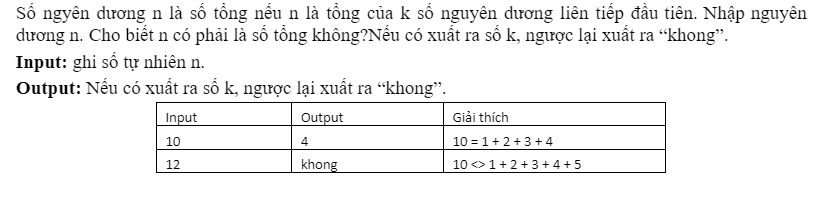 Số ngyên dương n là số tổng nếu n là tổng của k số nguyên dương liên tiếp đầu tiên. Nhập nguyên
dương n. Cho biết n có phải là số tổng không?Nếu có xuất ra số k, ngược lại xuất ra “khong”.
Input: ghi số tự nhiên n.
Output: Nếu có xuất ra số k, ngược lại xuất ra “khong”.
Input Output Giải thích
10 4 10 = 1 + 2 + 3 + 4
12 khong 10 <> 1 + 2 + 3 + 4 + 5